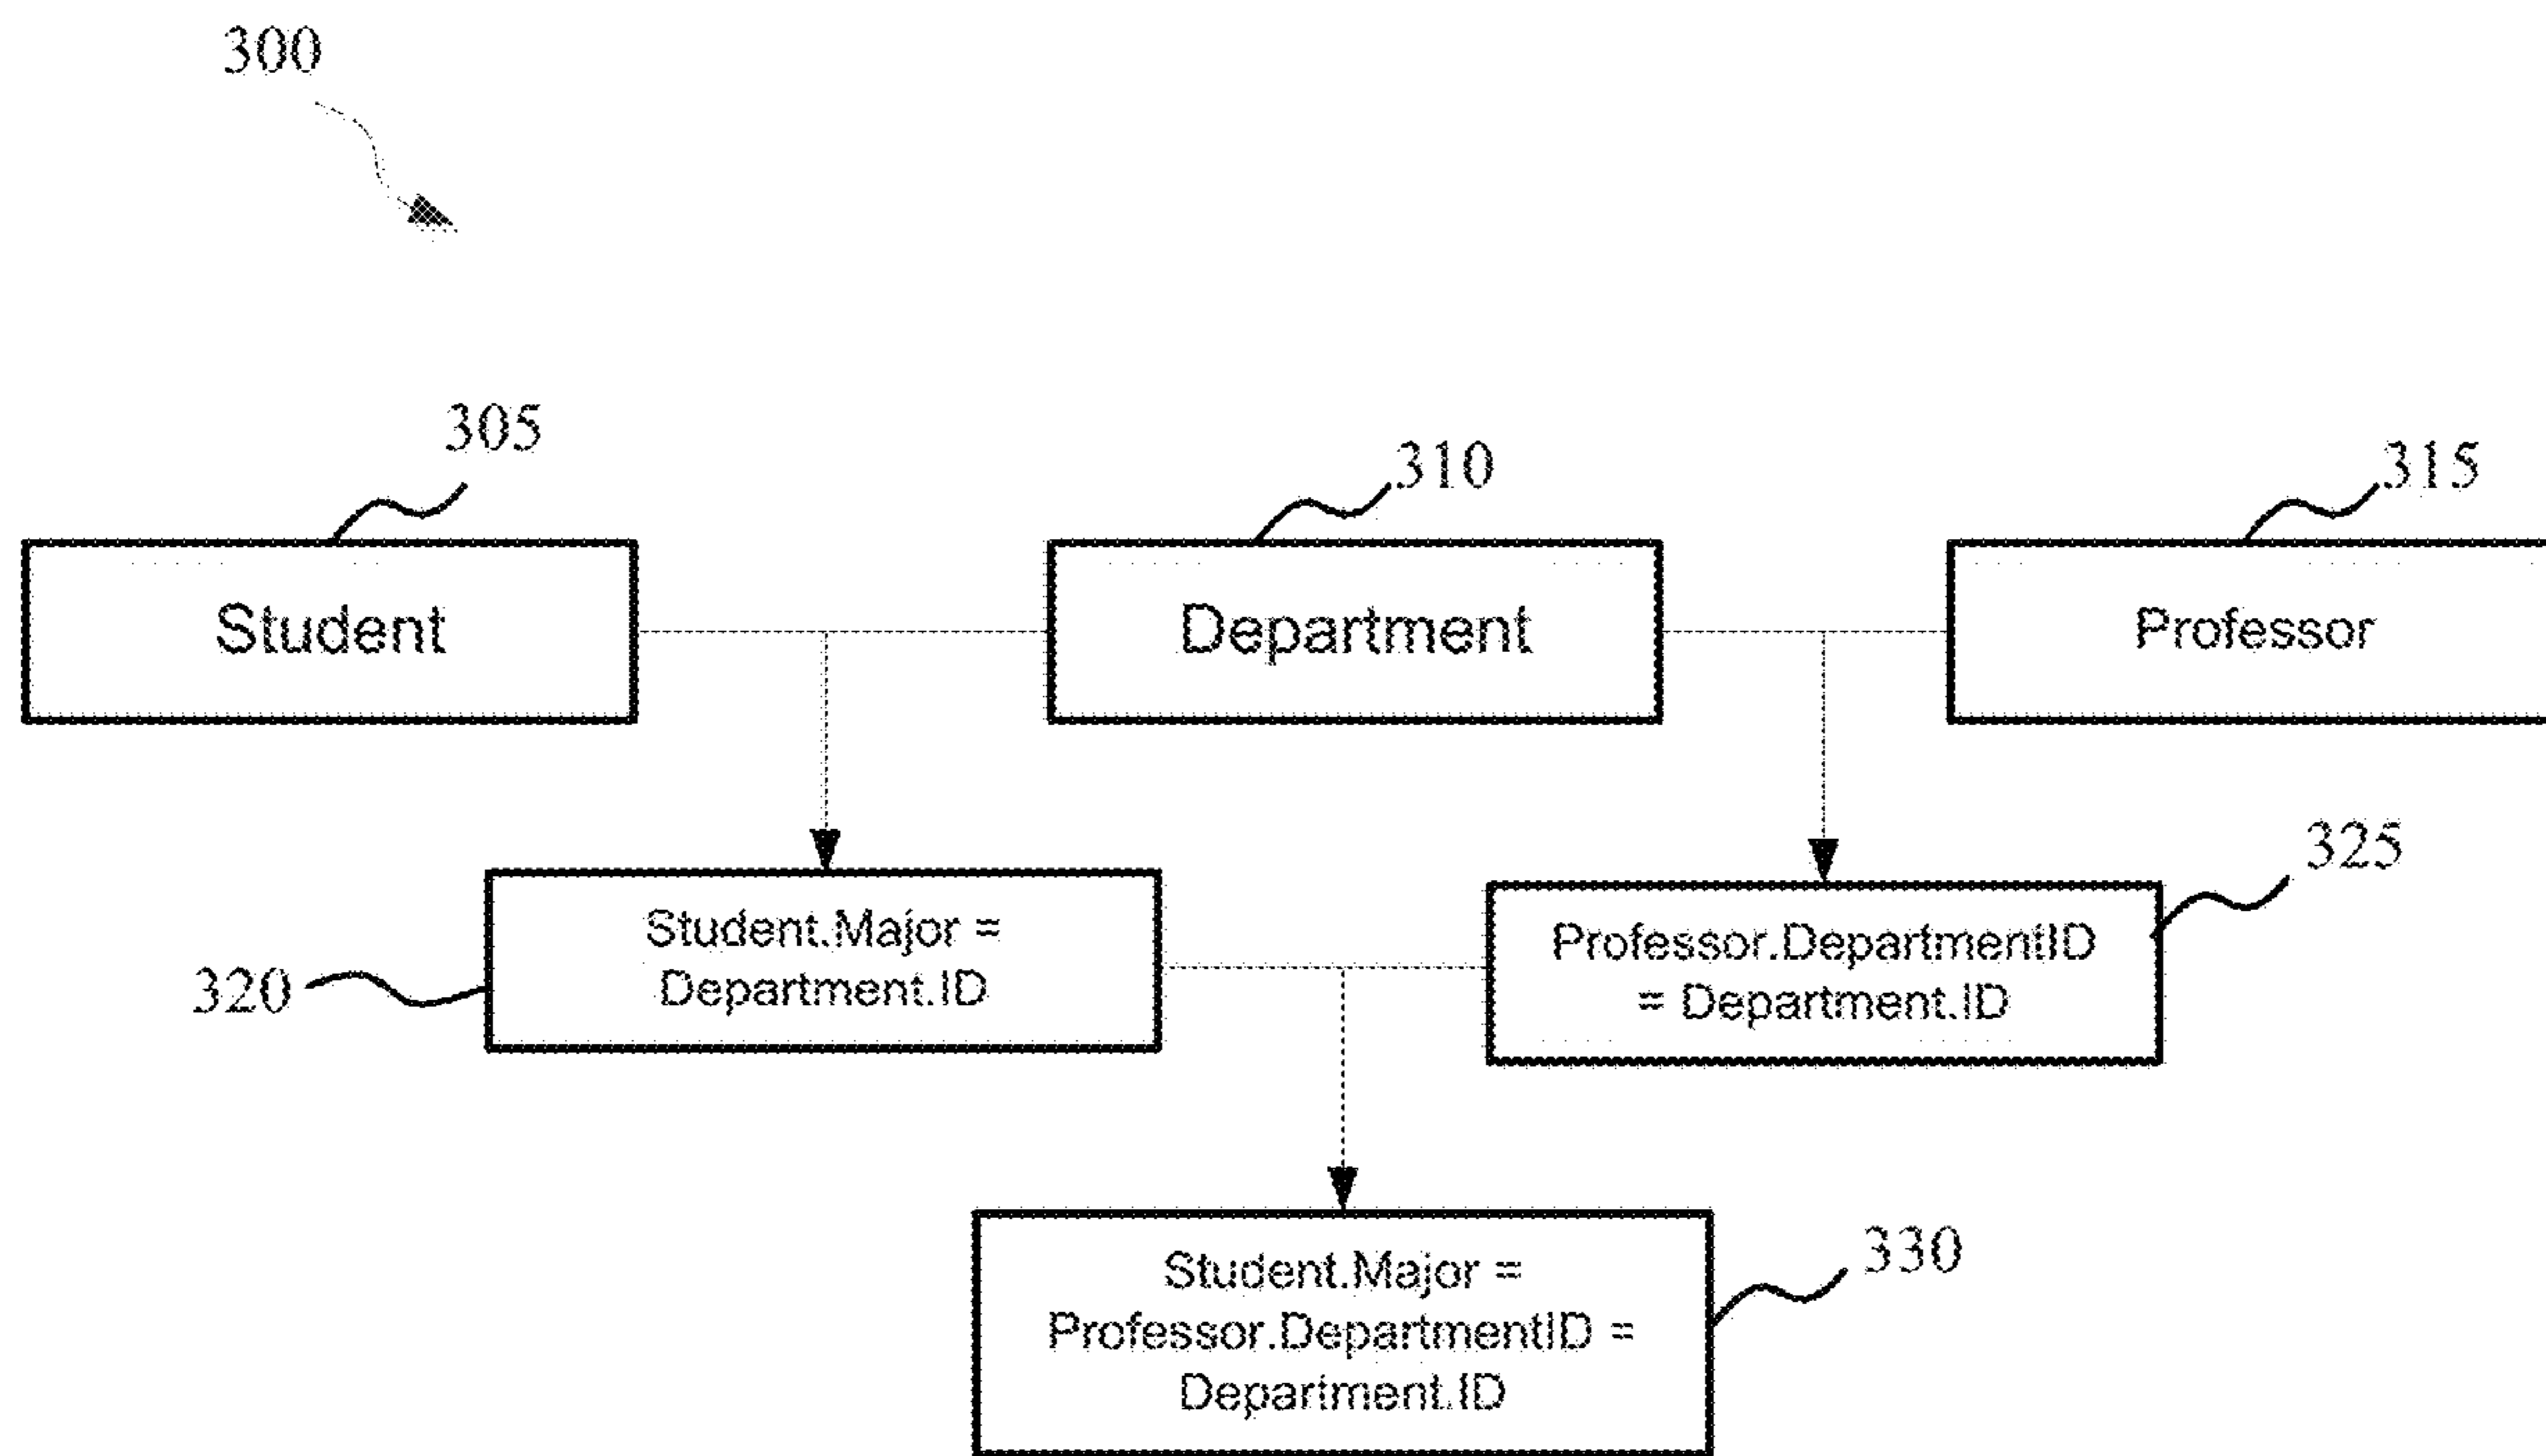 300
305
310
315
Student
Department
Professor
325
320
Student.Major =
Department.ID
Professor.DepartmentID
= Department.ID
330
Student.Major =
Professor.DepartmentID =
Department.ID